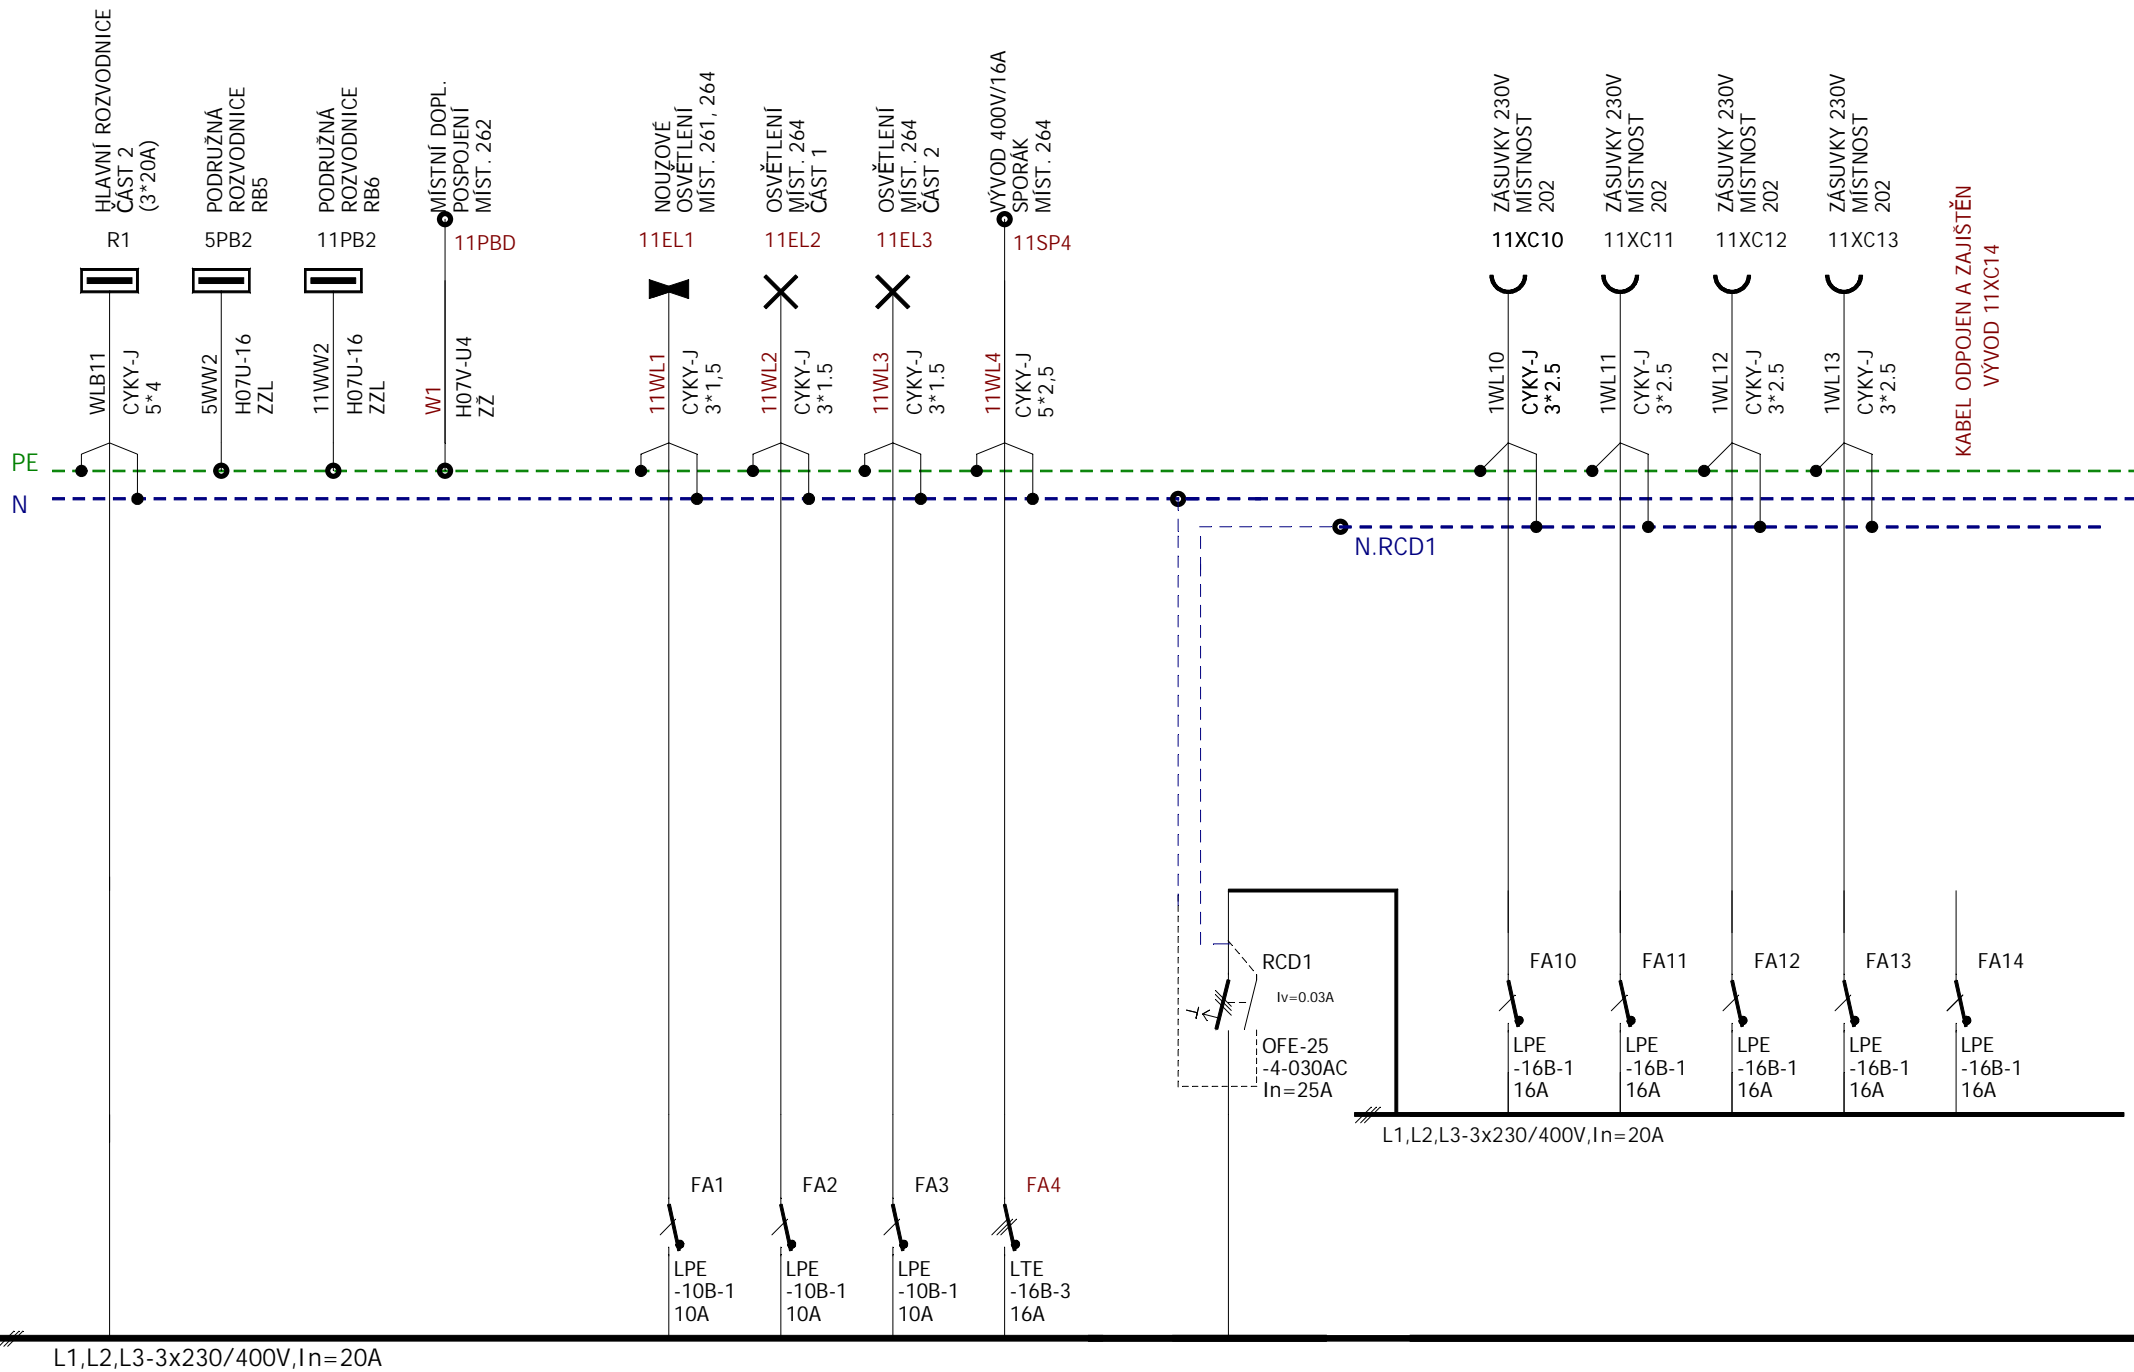 HLAVNÍ ROZVODNICE
ČÁST 2
(3*20A)
R1
WLB11
CYKY-J
5*4
PODRUŽNÁ
ROZVODNICE
RB5
5PB2
5WW2
H07U-16
ZZL
PODRUŽNÁ
ROZVODNICE
RB6
11PB2
11WW2
H07U-16
ZZL
MÍSTNÍ DOPL.
POSPOJENÍ
MÍST. 262
11PBD
W1
H07V-U4
ZŽ
NOUZOVÉ
OSVĚTLENÍ
MÍST. 261, 264
11EL1
11WL1
CYKY-J
3*1,5
OSVĚTLENÍ
MÍST. 264
ČÁST 1
11EL2
11WL2
CYKY-J
3*1.5
OSVĚTLENÍ
MÍST. 264
ČÁST 2
11EL3
11WL3
CYKY-J
3*1.5
VÝVOD 400V/16A
SPORÁK
MÍST. 264
11SP4
11WL4
CYKY-J
5*2,5
ZÁSUVKY 230V
MÍSTNOST
202
11XC10
1WL10
CYKY-J
3*2.5
ZÁSUVKY 230V
MÍSTNOST
202
11XC11
1WL11
CYKY-J
3*2.5
ZÁSUVKY 230V
MÍSTNOST
202
11XC12
1WL12
CYKY-J
3*2.5
ZÁSUVKY 230V
MÍSTNOST
202
11XC13
1WL13
CYKY-J
3*2.5
KABEL ODPOJEN A ZAJIŠTĚN
VÝVOD 11XC14
PE
N
N.RCD1
RCD1
Iv=0.03A
OFE-25
-4-030AC
In=25A
FA10
LPE
-16B-1
16A
FA11
LPE
-16B-1
16A
FA12
LPE
-16B-1
16A
FA13
LPE
-16B-1
16A
FA14
LPE
-16B-1
16A
L1,L2,L3-3x230/400V,In=20A
FA1
LPE
-10B-1
10A
FA2
LPE
-10B-1
10A
FA3
LPE
-10B-1
10A
FA4
LTE
-16B-3
16A
L1,L2,L3-3x230/400V,In=20A